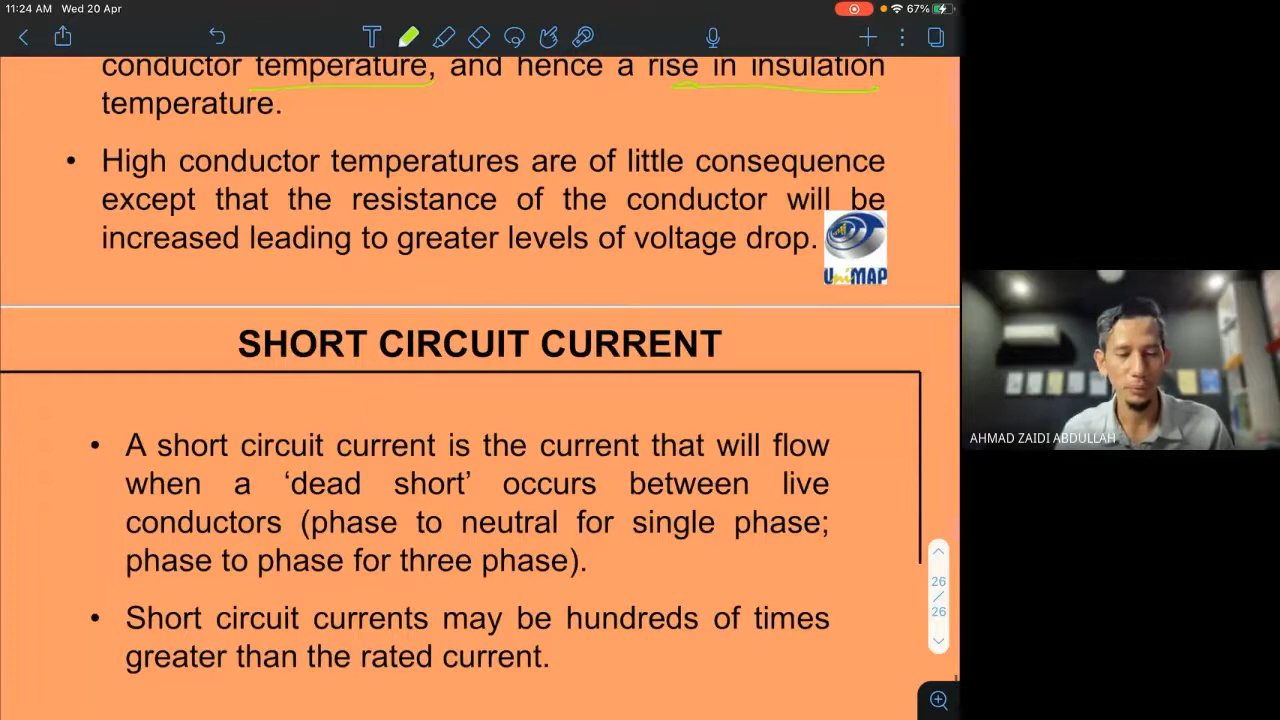 11:24 AM Wed 20 Apr
67%
conductor temperature, and hence a rise in insulation
temperature.
• High conductor temperatures are of little consequence
except that the resistance of the conductor will be
increased leading to greater levels of voltage drop.
UniMAP
SHORT CIRCUIT CURRENT
• A short circuit current is the current that will flow
when a ‘dead short’ occurs between live
conductors (phase to neutral for single phase;
phase to phase for three phase).
• Short circuit currents may be hundreds of times
greater than the rated current.
26
/
26
AHMAD ZAIDI ABDULLAH